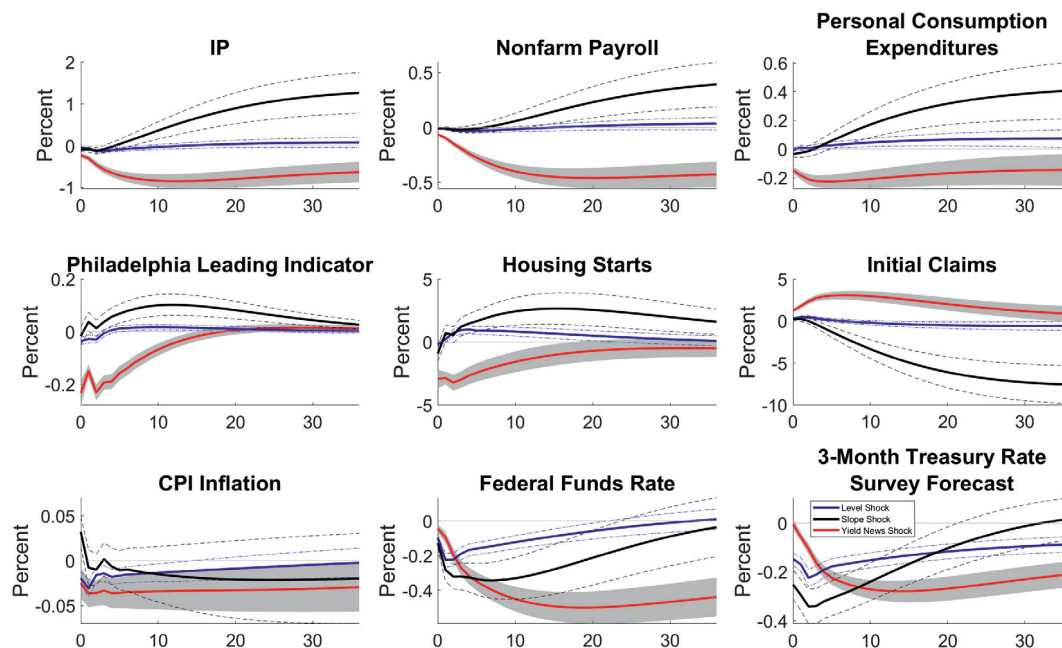 Personal Consumption
IP Nonfarm Payroll Expenditures
Percent
2
1
0
-1
0 10 20 30
Percent
0.5
0
-0.5
0 10 20 30
Percent
0.6
0.4
0.2
0
-0.2
0 10 20 30
Philadelphia Leading Indicator Housing Starts Initial Claims
Percent
0.2
0
-0.2
0 10 20 30
Percent
5
0
-5
0 10 20 30
Percent
5
0
-5
-10
0 10 20 30
3-Month Treasury Rate
CPI Inflation Federal Funds Rate Survey Forecast
Percent
0.05
0
-0.05
0 10 20 30
Percent
0
-0.2
-0.4
0 10 20 30
Percent
0
-0.2
-0.4
0 10 20 30
Level Shock
Slope Shock
Yield News Shock